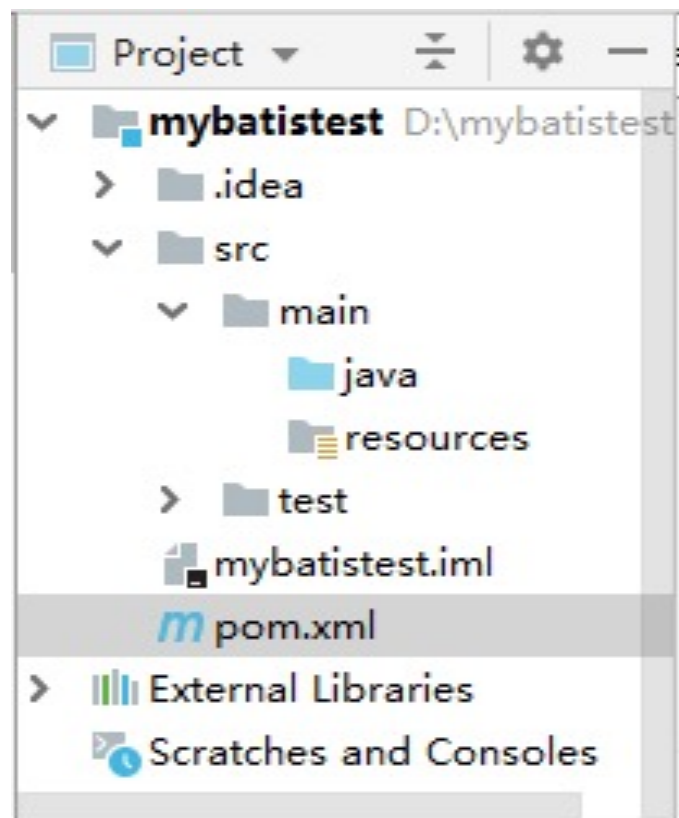 Project
mybatistest D:\mybatistest
.idea
src
main
java
resources
test
mybatistest.iml
pom.xml
External Libraries
Scratches and Consoles